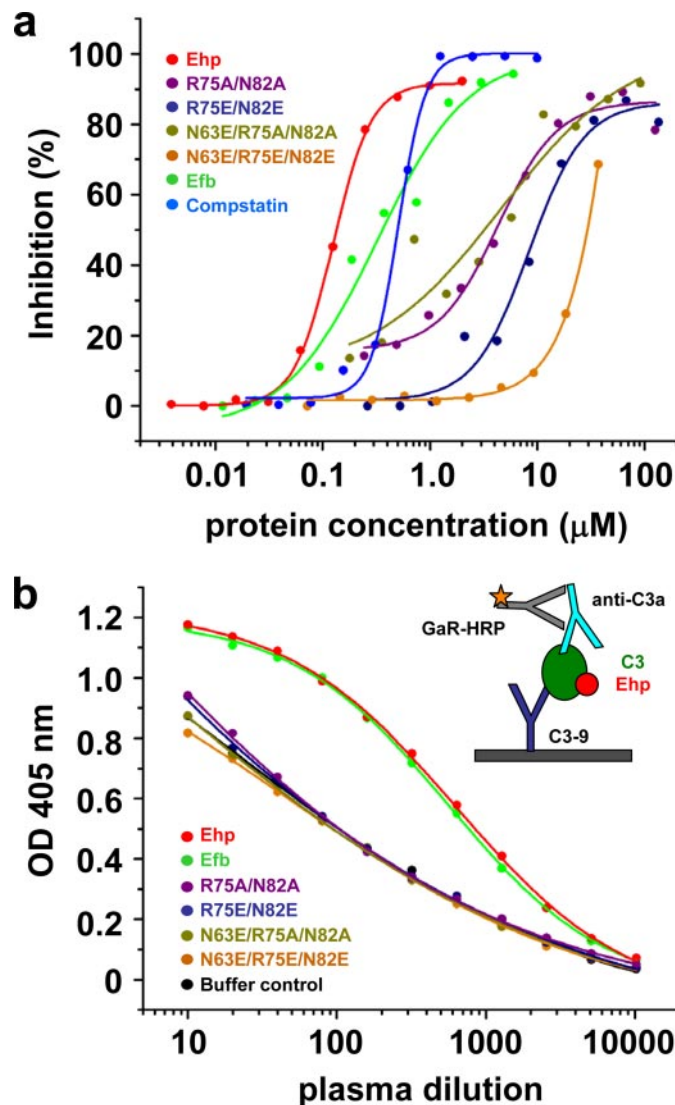 a
Inhibition (%)
100
80
60
40
20
0
Ehp
R75A/N82A
R75E/N82E
N63E/R75A/N82A
N63E/R75E/N82E
Efb
Compstatin
0.01 0.1 1.0 10 100
protein concentration (μM)
b
OD 405 nm
1.2
1.0
0.8
0.6
0.4
0.2
0
GaR-HRP
anti-C3a
C3
Ehp
C3-9
Ehp
Efb
R75A/N82A
R75E/N82E
N63E/R75A/N82A
N63E/R75E/N82E
Buffer control
10 100 1000 10000
plasma dilution